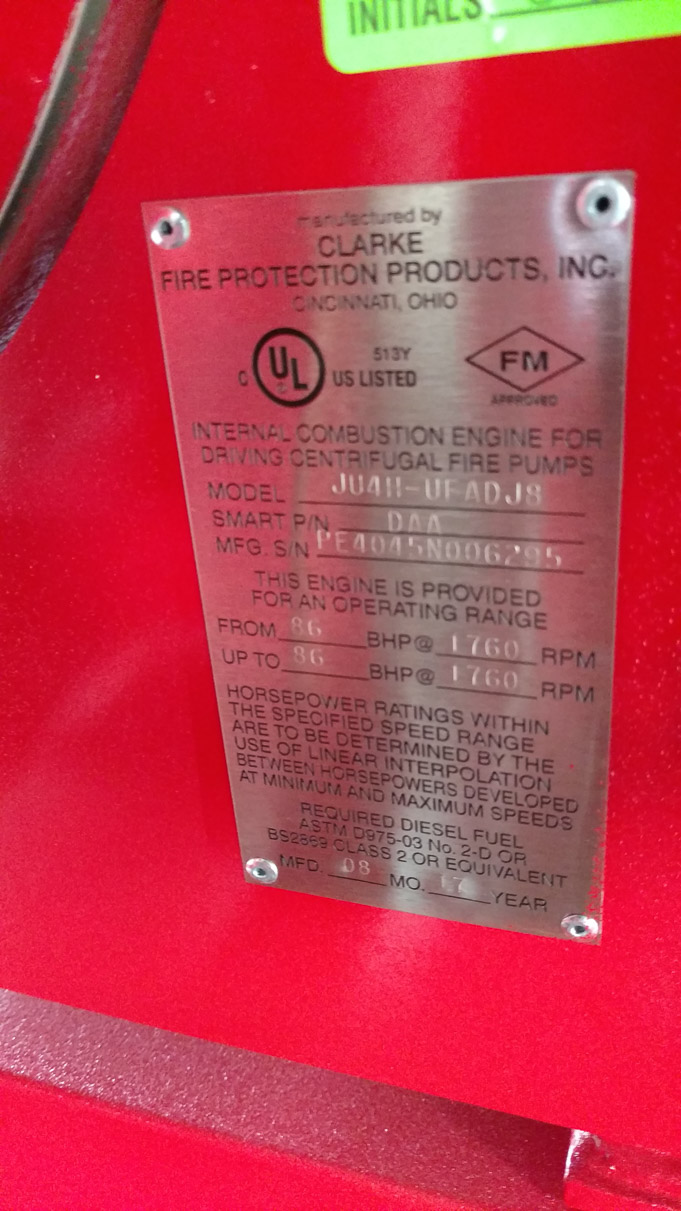 INITIALS
manufactured by
CLARKE
FIRE PROTECTION PRODUCTS, INC.
CINCINNATI, OHIO
C UL US LISTED 513Y
FM
APPROVED
INTERNAL COMBUSTION ENGINE FOR
DRIVING CENTRIFUGAL FIRE PUMPS
MODEL JU4H-UFADJ8
SMART P/N DAA
MFG. S/N PE4045N006295
THIS ENGINE IS PROVIDED
FOR AN OPERATING RANGE
FROM 86 BHP@ 1760 RPM
UP TO 86 BHP@ 1760 RPM
HORSEPOWER RATINGS WITHIN
THE SPECIFIED SPEED RANGE
ARE TO BE DETERMINED BY THE
USE OF LINEAR INTERPOLATION
BETWEEN HORSEPOWERS DEVELOPED
AT MINIMUM AND MAXIMUM SPEEDS
REQUIRED DIESEL FUEL
ASTM D975-03 No. 2-D OR
BS2869 CLASS 2 OR EQUIVALENT
MFD. 08 MO. 17 YEAR